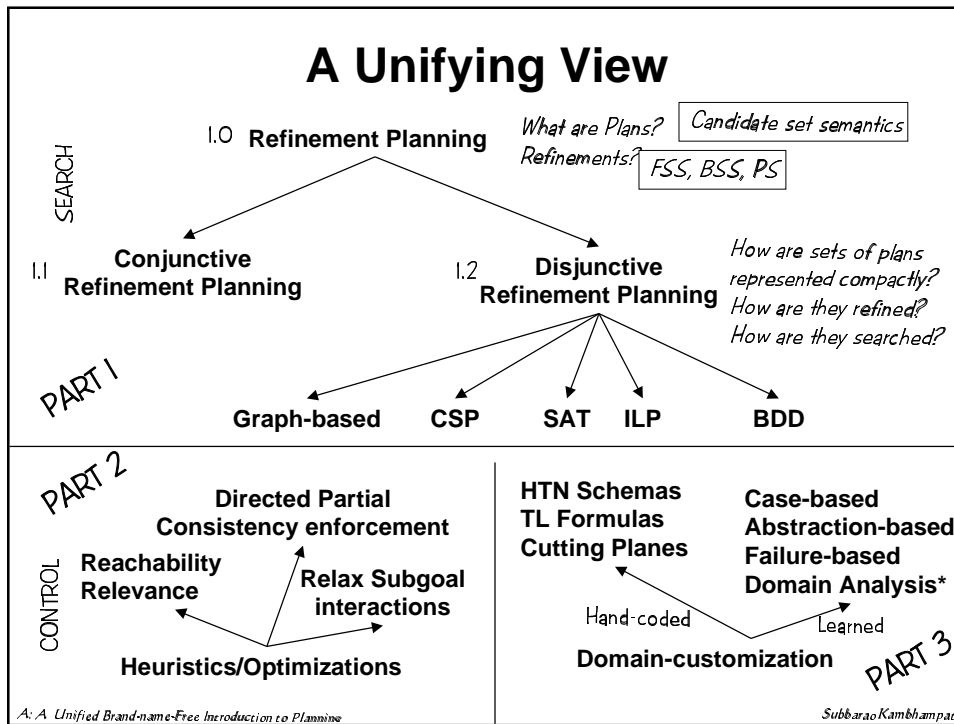 A Unifying View
1.0 Refinement Planning
What are Plans?
Candidate set semantics
Refinements?
FSS, BSS, PS
SEARCH
1.1 Conjunctive
Refinement Planning
1.2 Disjunctive
Refinement Planning
How are sets of plans
represented compactly?
How are they refined?
How are they searched?
PART 1
Graph-based
CSP
SAT
ILP
BDD
PART 2
CONTROL
Directed Partial
Consistency enforcement
Reachability
Relevance
Relax Subgoal
interactions
Heuristics/Optimizations
HTN Schemas
TL Formulas
Cutting Planes
Case-based
Abstraction-based
Failure-based
Domain Analysis*
Hand-coded
Learned
Domain-customization
PART 3
A: A Unified Brand-name-Free Introduction to Planning
Subbarao Kambhampati